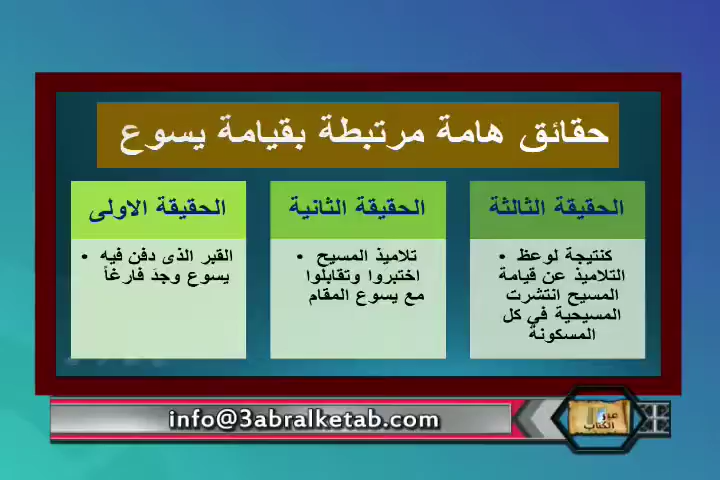 حقائق هامة مرتبطة بقيامة يسوع
الحقيقة الاولى
القبر الذى دفن فيه
يسوع وجد فارغاً
الحقيقة الثانية
تلاميذ المسيح
اختبروا وتقابلوا
مع يسوع المقام
الحقيقة الثالثة
كنتيجة لوعظ
التلاميذ عن قيامة
المسيح انتشرت
المسيحية في كل
المسكونة
info@3abralketab.com
عبر
الكتاب